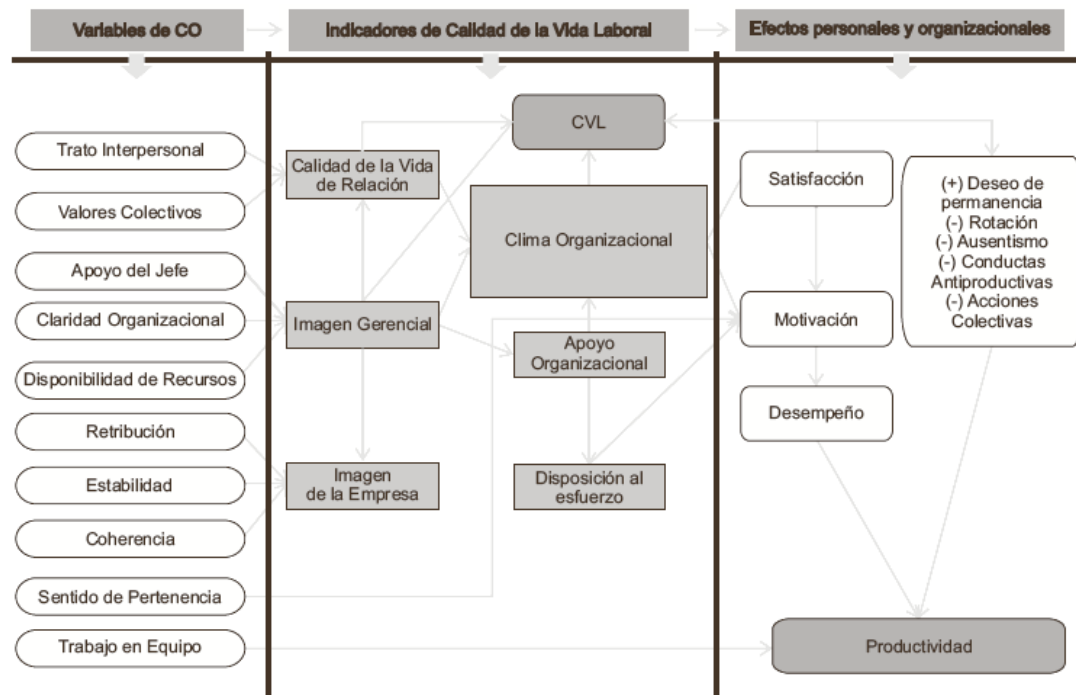 Variables de CO
Indicadores de Calidad de la Vida Laboral
Efectos personales y organizacionales
Trato Interpersonal
Valores Colectivos
Apoyo del Jefe
Claridad Organizacional
Disponibilidad de Recursos
Retribución
Estabilidad
Coherencia
Sentido de Pertenencia
Trabajo en Equipo
Calidad de la Vida
de Relación
Imagen Gerencial
Imagen
de la Empresa
CVL
Clima Organizacional
Apoyo
Organizacional
Disposición al
esfuerzo
Satisfacción
Motivación
Desempeño
(+) Deseo de
permanencia
(-) Rotación
(-) Ausentismo
(-) Conductas
Antiproductivas
(-) Acciones
Colectivas
Productividad